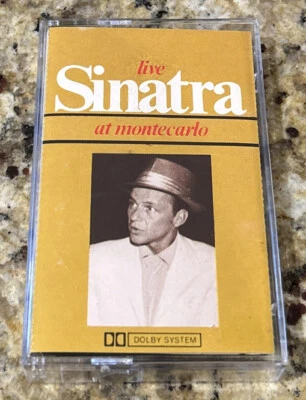 live
Sinatra
at montecarlo
DOLBY SYSTEM